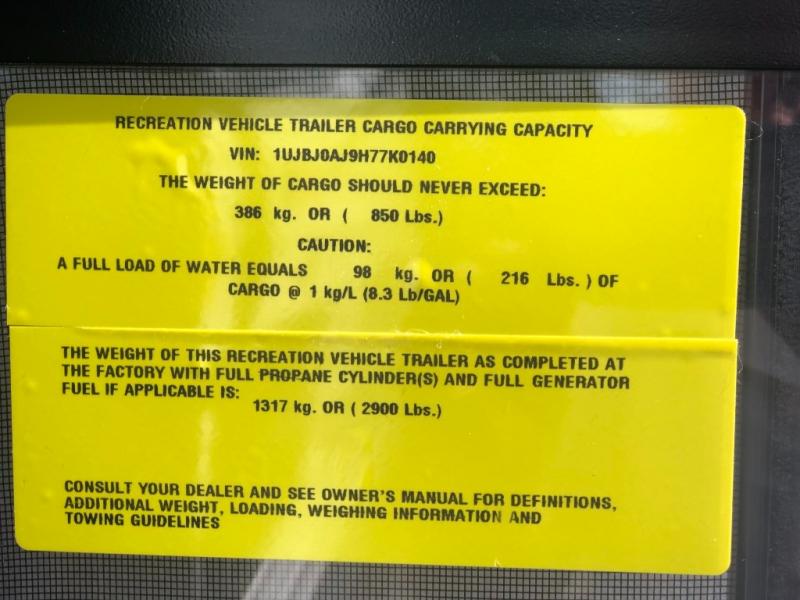 RECREATION VEHICLE TRAILER CARGO CARRYING CAPACITY
VIN: 1UJBJ0AJ9H77K0140
THE WEIGHT OF CARGO SHOULD NEVER EXCEED:
386 kg. OR ( 850 Lbs.)
CAUTION:
A FULL LOAD OF WATER EQUALS 98 kg. OR ( 216 Lbs. ) OF
CARGO @ 1 kg/L (8.3 Lb/GAL)
THE WEIGHT OF THIS RECREATION VEHICLE TRAILER AS COMPLETED AT
THE FACTORY WITH FULL PROPANE CYLINDER(S) AND FULL GENERATOR
FUEL IF APPLICABLE IS:
1317 kg. OR ( 2900 Lbs.)
CONSULT YOUR DEALER AND SEE OWNER'S MANUAL FOR DEFINITIONS,
ADDITIONAL WEIGHT, LOADING, WEIGHING INFORMATION AND
TOWING GUIDELINES